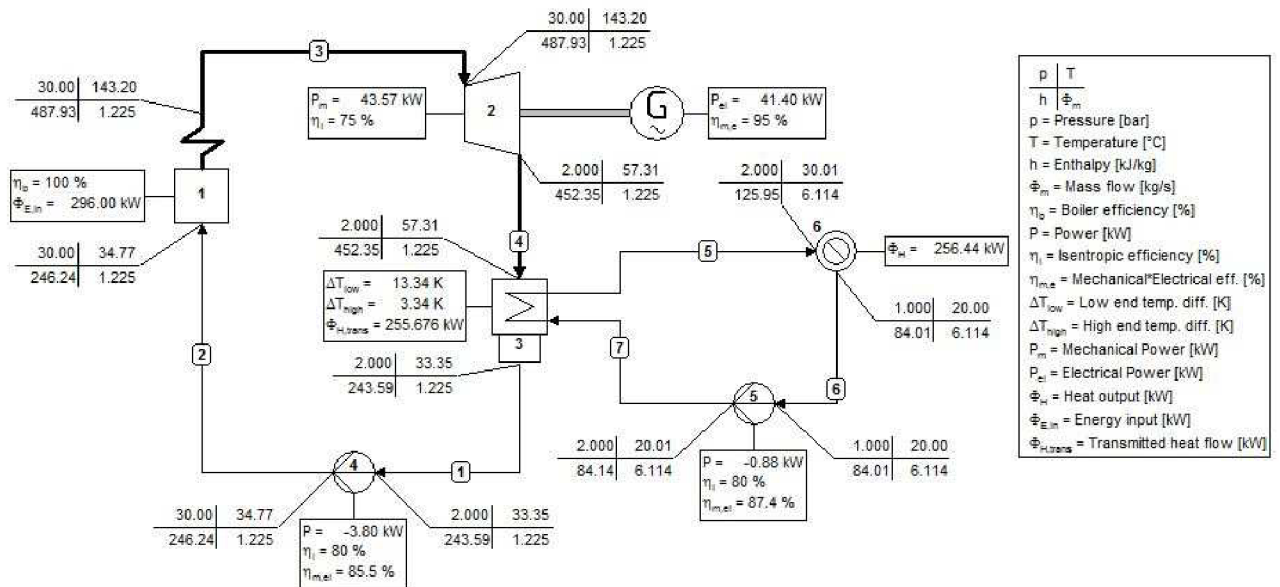 30.00 143.20
487.93 1.225
3
30.00 143.20
487.93 1.225
P_m = 43.57 kW
η_i = 75 %
2
G
~
P_el = 41.40 kW
η_m,e = 95 %
2.000 57.31
452.35 1.225
2.000 30.01
125.95 6.114
η_b = 100 %
Φ_E,in = 296.00 kW
1
30.00 34.77
246.24 1.225
2.000 57.31
452.35 1.225
4
5
6
Φ_H = 256.44 kW
ΔT_low = 13.34 K
ΔT_high = 3.34 K
Φ_H,trans = 255.676 kW
3
1.000 20.00
84.01 6.114
2
2.000 33.35
243.59 1.225
7
6
5
2.000 20.01
84.14 6.114
1.000 20.00
84.01 6.114
P = -0.88 kW
η_i = 80 %
η_m,el = 87.4 %
4
1
30.00 34.77
246.24 1.225
2.000 33.35
243.59 1.225
P = -3.80 kW
η_i = 80 %
η_m,el = 85.5 %
p T
h Φ_m
p = Pressure [bar]
T = Temperature [°C]
h = Enthalpy [kJ/kg]
Φ_m = Mass flow [kg/s]
η_b = Boiler efficiency [%]
P = Power [kW]
η_i = Isentropic efficiency [%]
η_m,e = Mechanical*Electrical eff. [%]
ΔT_low = Low end temp. diff. [K]
ΔT_high = High end temp. diff. [K]
P_m = Mechanical Power [kW]
P_el = Electrical Power [kW]
Φ_H = Heat output [kW]
Φ_E,in = Energy input [kW]
Φ_H,trans = Transmitted heat flow [kW]